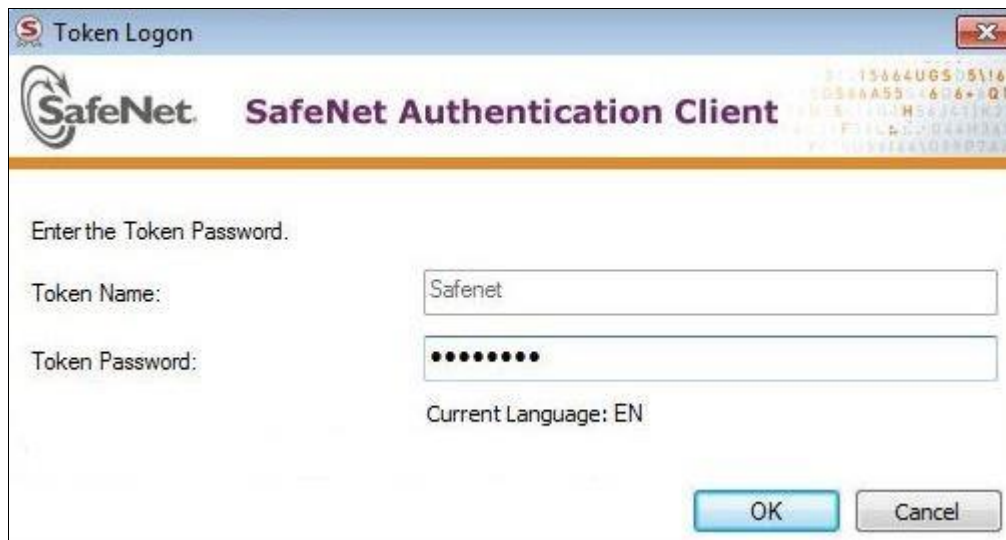 Token Logon
SafeNet.
SafeNet Authentication Client
Enter the Token Password.
Token Name:
Safenet
Token Password:
••••••••
Current Language: EN
OK
Cancel